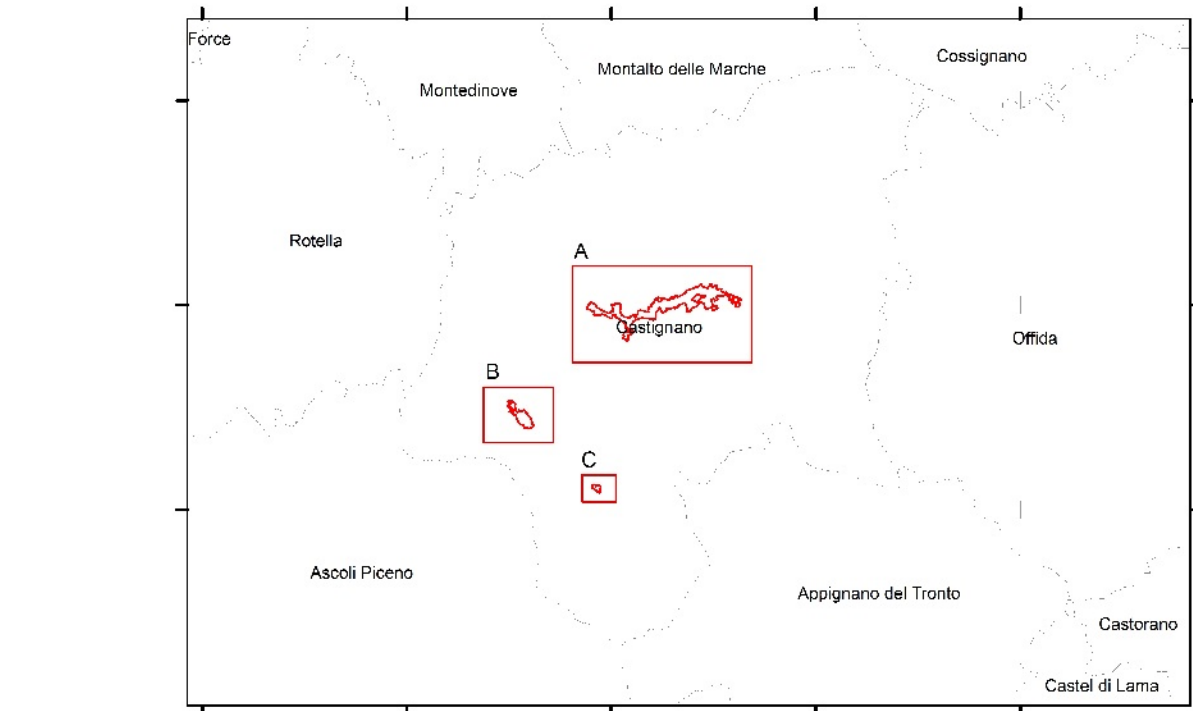 Force
Cossignano
Montalto delle Marche
Montedinove
Rotella
A
Castignano
Offida
B
C
Ascoli Piceno
Appignano del Tronto
Castorano
Castel di Lama